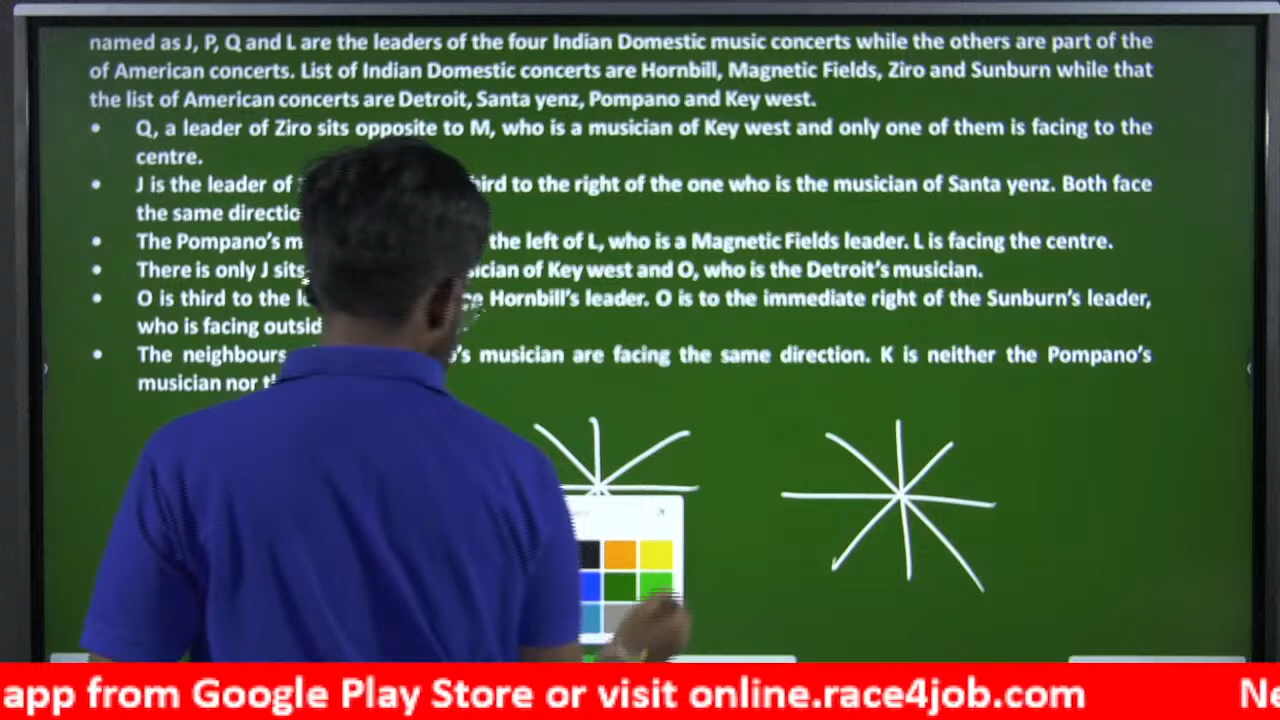 named as J, P, Q and L are the leaders of the four Indian Domestic music concerts while the others are part of the
of American concerts. List of Indian Domestic concerts are Hornbill, Magnetic Fields, Ziro and Sunburn while that
the list of American concerts are Detroit, Santa yenz, Pompano and Key west.
• Q, a leader of Ziro sits opposite to M, who is a musician of Key west and only one of them is facing to the
centre.
• J is the leader of to the right of the one who is the musician of Santa yenz. Both face
the same
• The Pompano's the left of L, who is a Magnetic Fields leader. L is facing the centre.
• There is only J sits of Key west and O, who is the Detroit's musician.
• O is third to the Hornbill's leader. O is to the immediate right of the Sunburn's leader,
who is facing
• The neighbours musician are facing the same direction. K is neither the Pompano's
musician nor
app from Google Play Store or visit online.race4job.com